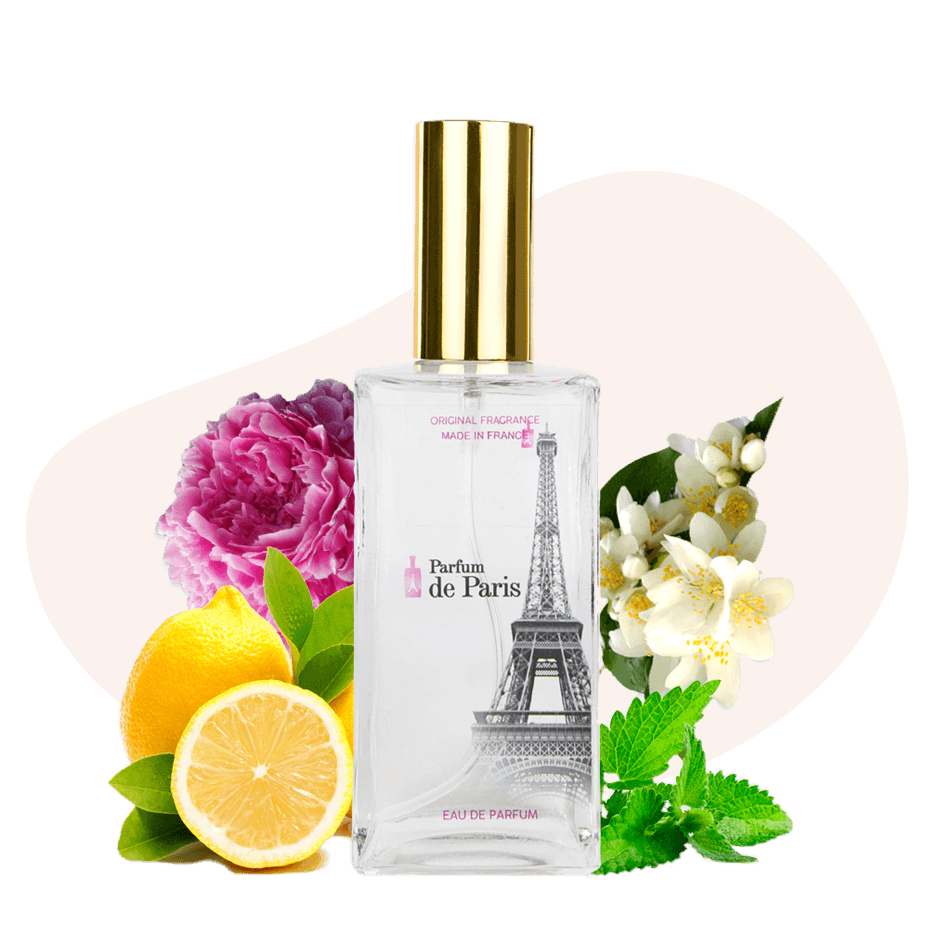 ORIGINAL FRAGRANCE
MADE IN FRANCE
Parfum
de Paris
EAU DE PARFUM